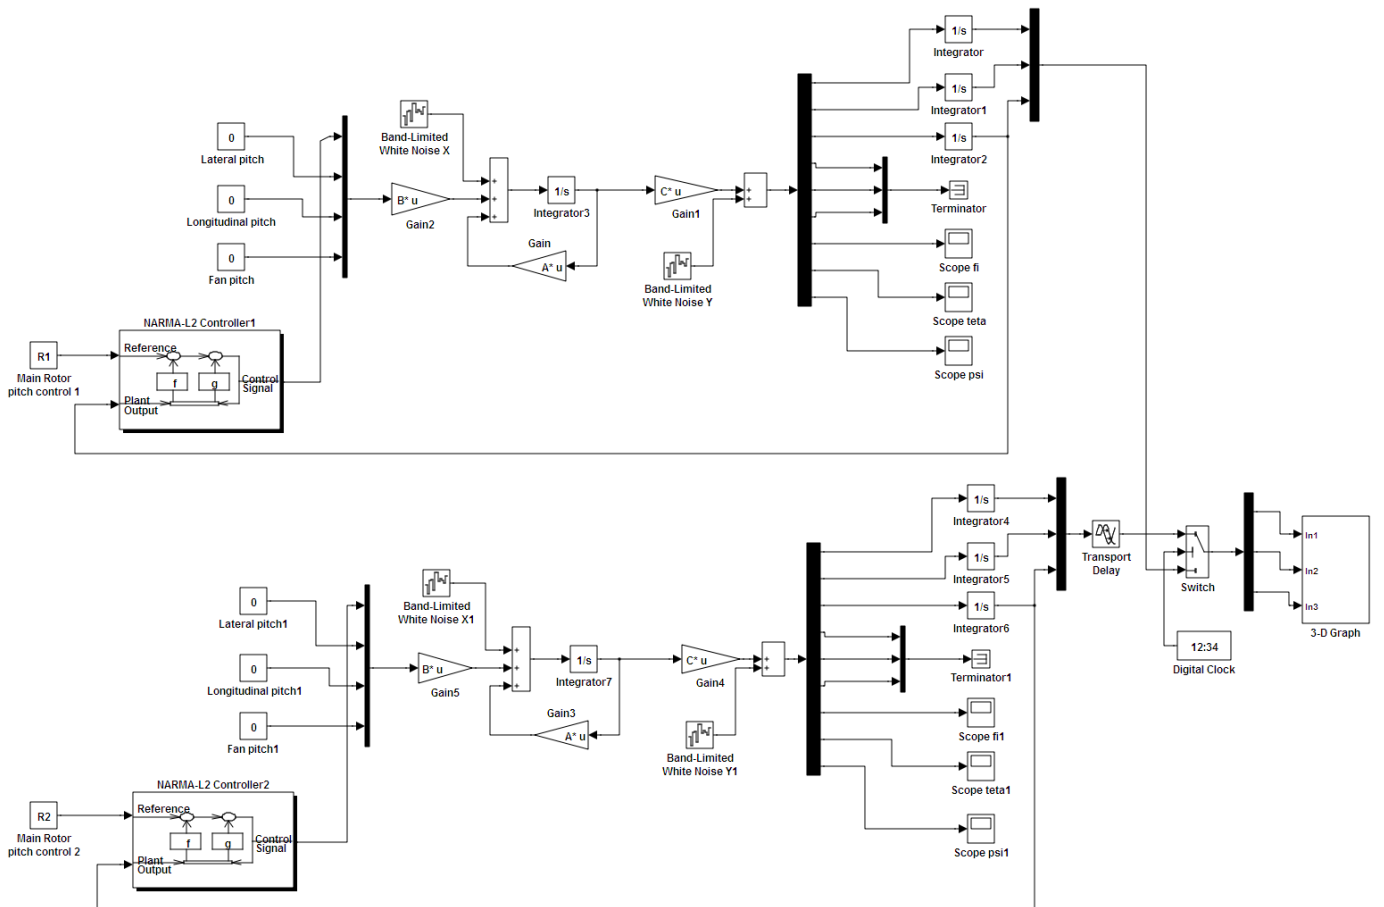 1/s
Integrator
1/s
Integrator1
1/s
Integrator2
Band-Limited
White Noise X
0
Lateral pitch
0
Longitudinal pitch
0
Fan pitch
B* u
Gain2
+
+
+
1/s
Integrator3
Gain
A* u
C* u
Gain1
+
+
Band-Limited
White Noise Y
Terminator
Scope fi
Scope teta
Scope psi
NARMA-L2 Controller1
R1
Main Rotor
pitch control 1
Reference
f
g
Control
Signal
Plant
Output
1/s
Integrator4
1/s
Integrator5
1/s
Integrator6
Transport
Delay
Switch
12:34
Digital Clock
In1
In2
In3
3-D Graph
Band-Limited
White Noise X1
0
Lateral pitch1
0
Longitudinal pitch1
0
Fan pitch1
B* u
Gain5
+
+
+
1/s
Integrator7
Gain3
A* u
C* u
Gain4
+
+
Band-Limited
White Noise Y1
Terminator1
Scope fi1
Scope teta1
Scope psi1
NARMA-L2 Controller2
R2
Main Rotor
pitch control 2
Reference
f
g
Control
Signal
Plant
Output